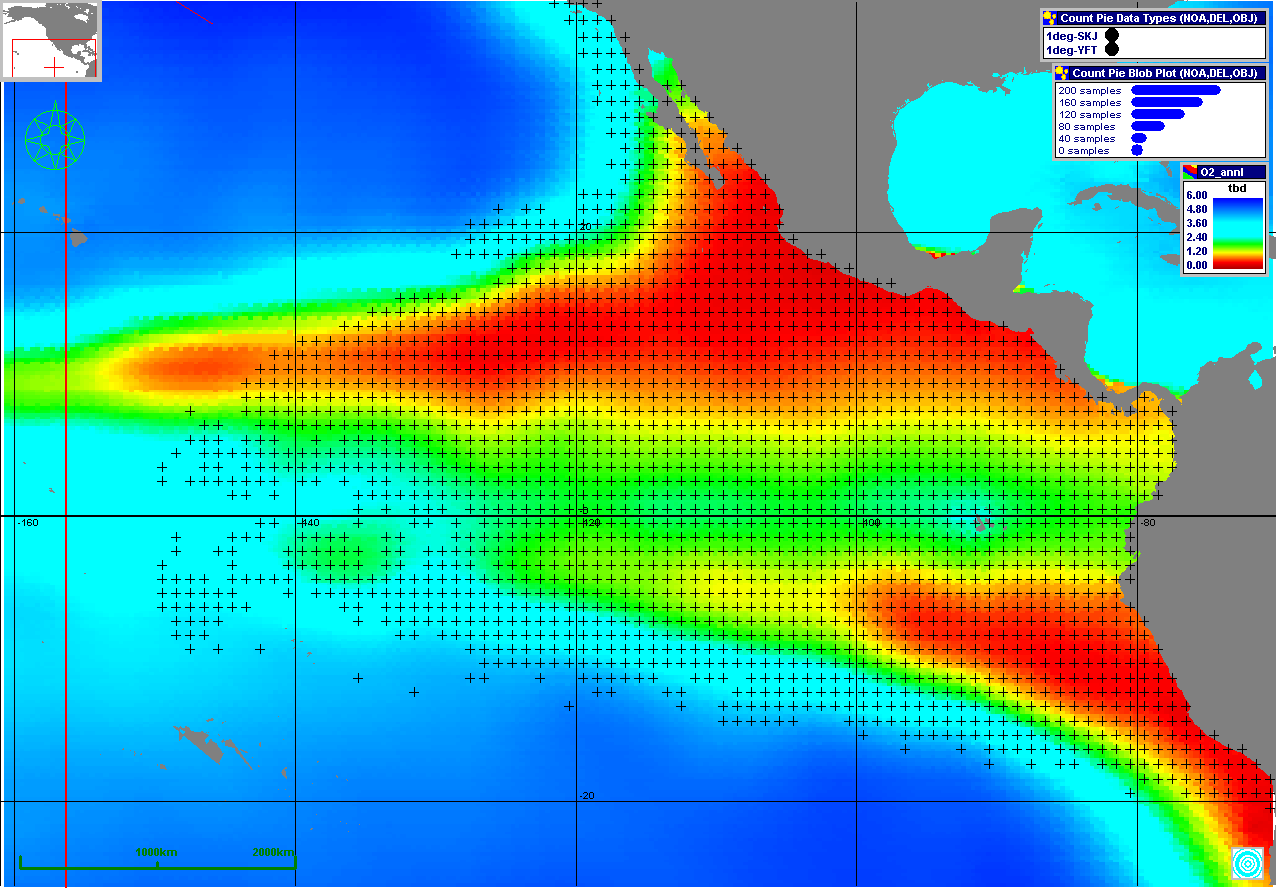 Count Pie Data Types (NOA,DEL,OBJ)
1deg-SKJ
1deg-YFT
Count Pie Blob Plot (NOA,DEL,OBJ)
200 samples
160 samples
120 samples
80 samples
40 samples
0 samples
O2_annl
tbd
6.00
4.80
3.60
2.40
1.20
0.00
20
-160
-140
-120
-0
-100
-80
-20
1000km
2000km